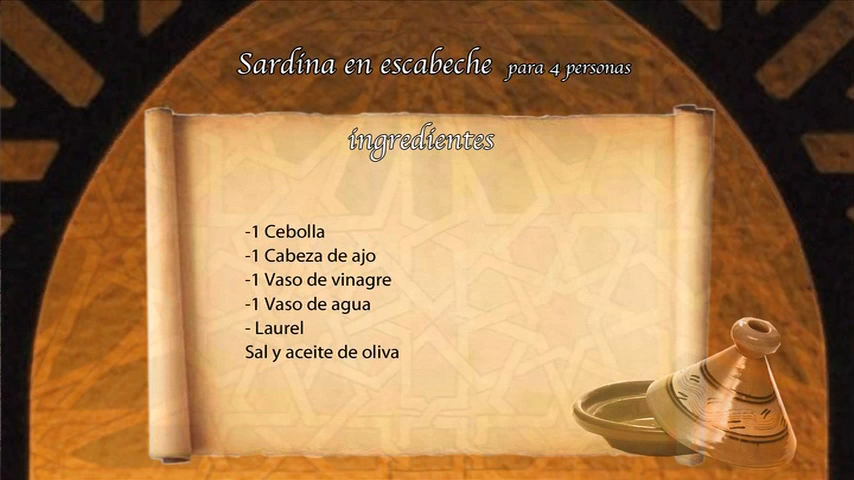 Sardina en escabeche para 4 personas
ingredientes
-1 Cebolla
-1 Cabeza de ajo
-1 Vaso de vinagre
-1 Vaso de agua
- Laurel
Sal y aceite de oliva